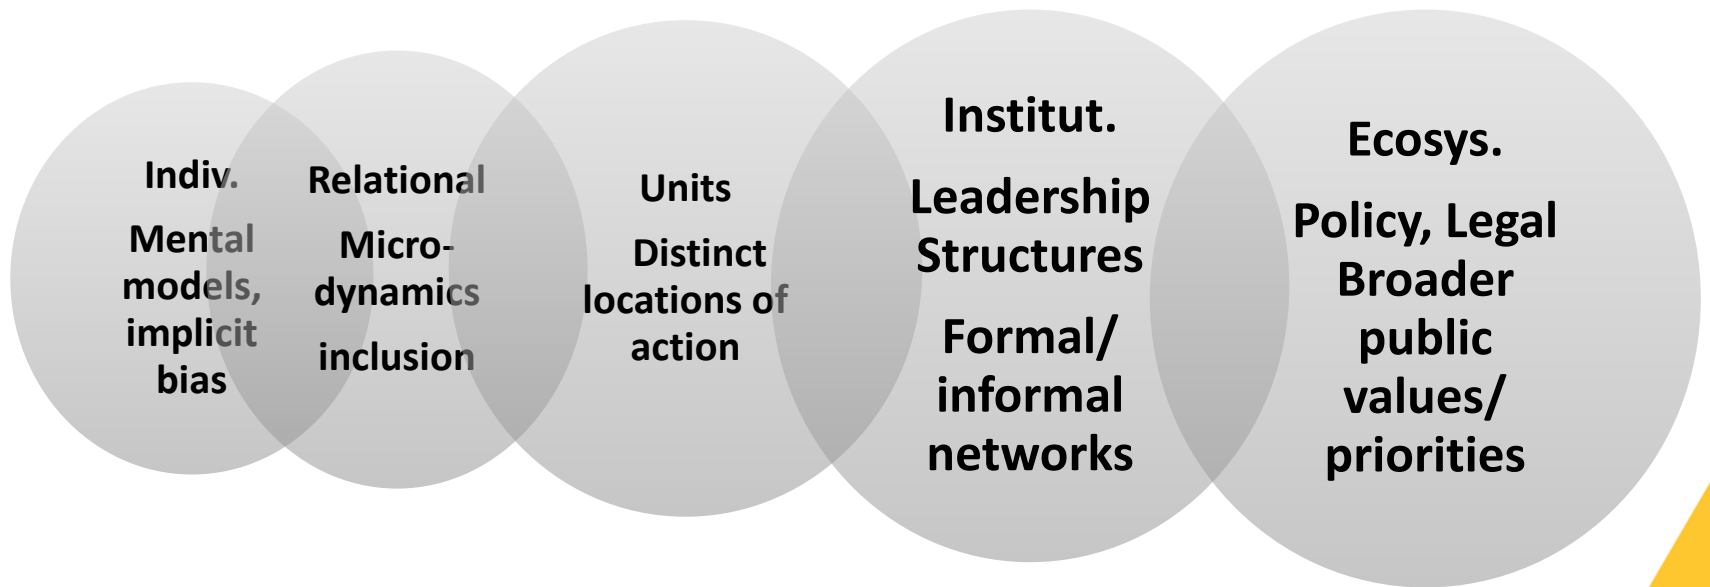 Indiv.
Mental
models,
implicit
bias
Relational
Micro-
dynamics
inclusion
Units
Distinct
locations of
action
Institut.
Leadership
Structures
Formal/
informal
networks
Ecosys.
Policy, Legal
Broader
public
values/
priorities